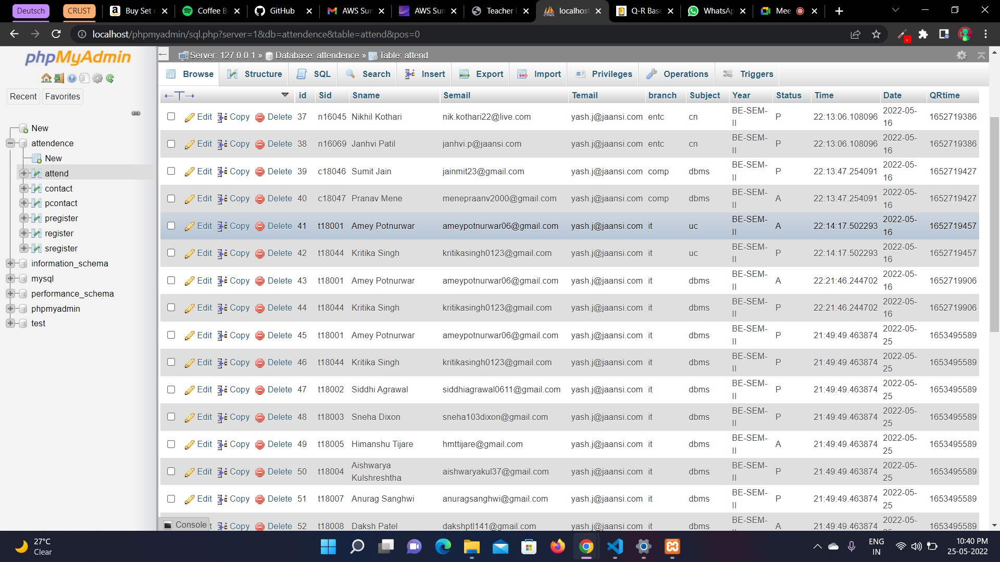 Deutsch CRUST Buy Set Coffee B GitHub AWS Sun AWS Sun Teacher localhost Q-R Base WhatsAp Mee
localhost/phpmyadmin/sql.php?server=1&db=attendence&table=attend&pos=0
phpMyAdmin
Recent Favorites
New
attendence
New
attend
contact
pcontact
pregister
register
sregister
information_schema
mysql
performance_schema
phpmyadmin
test
Server: 127.0.0.1 » Database: attendence » Table: attend
Browse Structure SQL Search Insert Export Import Privileges Operations Triggers
id Sid Sname Semail Temail branch Subject Year Status Time Date QRtime
Edit Copy Delete 37 n16045 Nikhil Kothari nik.kothari22@live.com yash.j@jaansi.com entc cn BE-SEM-II P 22:13:06.108096 2022-05-16 1652719386
Edit Copy Delete 38 n16069 Janhvi Patil janhvi.p@jaansi.com yash.j@jaansi.com entc cn BE-SEM-II P 22:13:06.108096 2022-05-16 1652719386
Edit Copy Delete 39 c18046 Sumit Jain jainmit23@gmail.com yash.j@jaansi.com comp dbms BE-SEM-II P 22:13:47.254091 2022-05-16 1652719427
Edit Copy Delete 40 c18047 Pranav Mene menepraanv2000@gmail.com yash.j@jaansi.com comp dbms BE-SEM-II A 22:13:47.254091 2022-05-16 1652719427
Edit Copy Delete 41 t18001 Amey Potnurwar ameypotnurwar06@gmail.com yash.j@jaansi.com it uc BE-SEM-II A 22:14:17.502293 2022-05-16 1652719457
Edit Copy Delete 42 t18044 Kritika Singh kritikasingh0123@gmail.com yash.j@jaansi.com it uc BE-SEM-II P 22:14:17.502293 2022-05-16 1652719457
Edit Copy Delete 43 t18001 Amey Potnurwar ameypotnurwar06@gmail.com yash.j@jaansi.com it dbms BE-SEM-II A 22:21:46.244702 2022-05-16 1652719906
Edit Copy Delete 44 t18044 Kritika Singh kritikasingh0123@gmail.com yash.j@jaansi.com it dbms BE-SEM-II P 22:21:46.244702 2022-05-16 1652719906
Edit Copy Delete 45 t18001 Amey Potnurwar ameypotnurwar06@gmail.com yash.j@jaansi.com it dbms BE-SEM-II P 21:49:49.463874 2022-05-25 1653495589
Edit Copy Delete 46 t18044 Kritika Singh kritikasingh0123@gmail.com yash.j@jaansi.com it dbms BE-SEM-II P 21:49:49.463874 2022-05-25 1653495589
Edit Copy Delete 47 t18002 Siddhi Agrawal siddhiagrawal0611@gmail.com yash.j@jaansi.com it dbms BE-SEM-II P 21:49:49.463874 2022-05-25 1653495589
Edit Copy Delete 48 t18003 Sneha Dixon sneha103dixon@gmail.com yash.j@jaansi.com it dbms BE-SEM-II P 21:49:49.463874 2022-05-25 1653495589
Edit Copy Delete 49 t18005 Himanshu Tijare hmttijare@gmail.com yash.j@jaansi.com it dbms BE-SEM-II A 21:49:49.463874 2022-05-25 1653495589
Edit Copy Delete 50 t18004 Aishwarya Kulshreshtha aishwaryakul37@gmail.com yash.j@jaansi.com it dbms BE-SEM-II P 21:49:49.463874 2022-05-25 1653495589
Edit Copy Delete 51 t18007 Anurag Sanghwi anuragsanghwi@gmail.com yash.j@jaansi.com it dbms BE-SEM-II P 21:49:49.463874 2022-05-25 1653495589
Copy Delete 52 t18008 Daksh Patel dakshptl141@gmail.com yash.j@jaansi.com it dbms BE-SEM- A 21:49:49.463874 2022-05- 1653495589
Console
27°C
Clear
ENG
IN
10:40 PM
25-05-2022